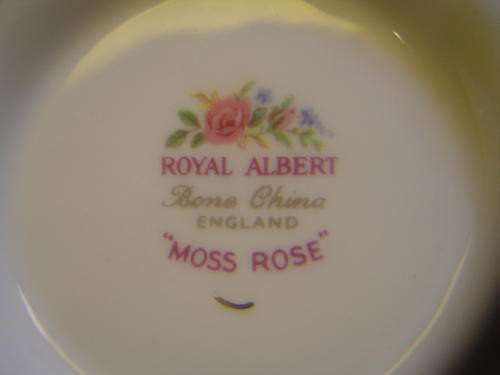 ROYAL ALBERT
Bone China
ENGLAND
"MOSS ROSE"